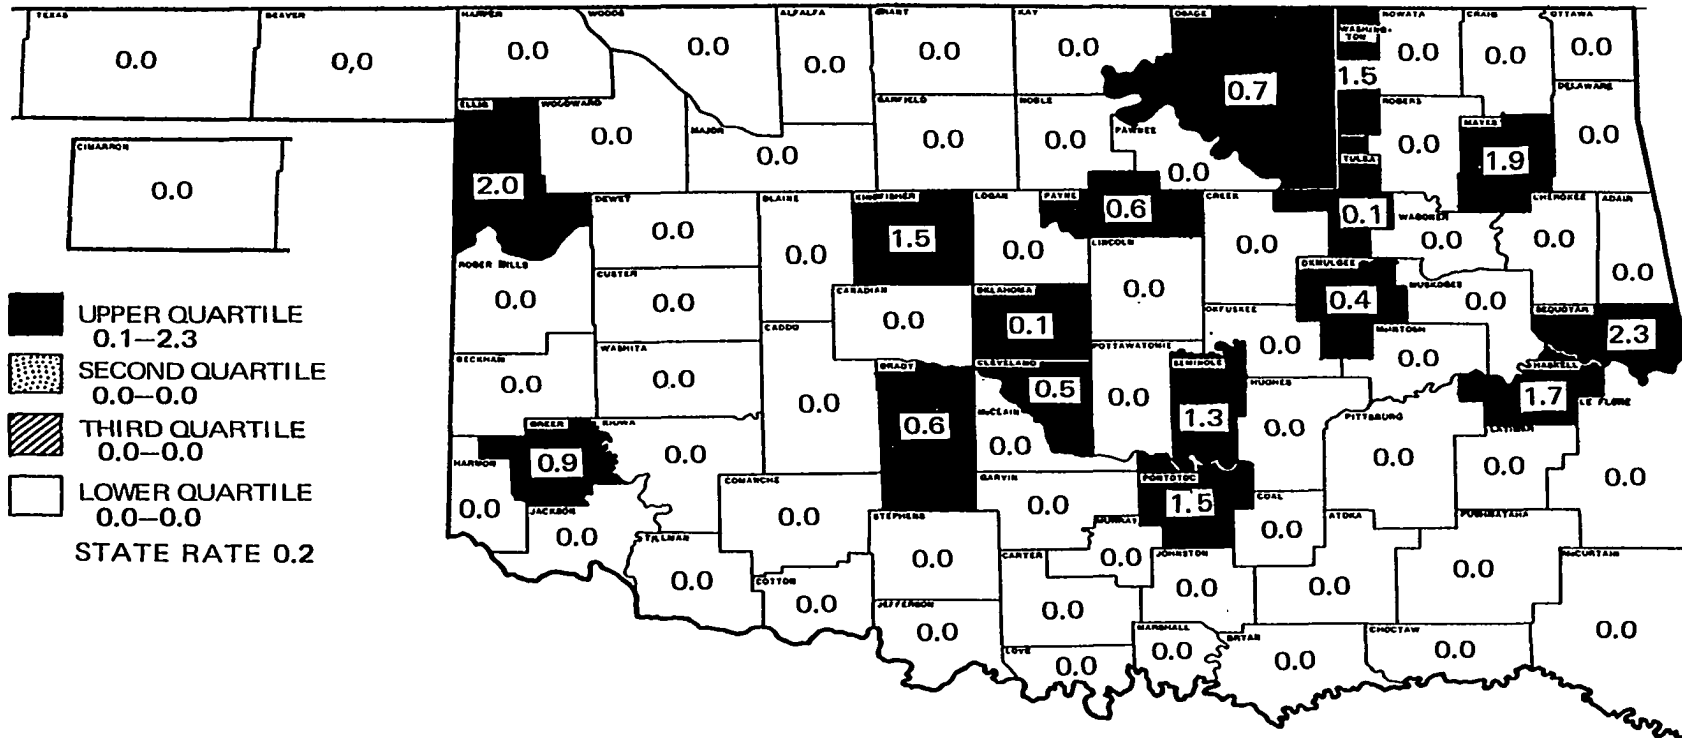 TEXAS
0.0
BEAVER
0,0
HARPER
0.0
WOODS
0.0
ALFALFA
0.0
GRANT
0.0
KAY
0.0
OSAGE
0.7
WASHING-
TON
1.5
NOWATA
0.0
CRAIG
0.0
OTTAWA
0.0
CIMARRON
0.0
ELLIS
2.0
WOODWARD
0.0
MAJOR
0.0
GARFIELD
0.0
NOBLE
0.0
PAWNEE
0.0
TULSA
0.1
ROGERS
0.0
MAYES
1.9
DELAWARE
0.0
DEWEY
0.0
BLAINE
0.0
KINGFISHER
1.5
LOGAN
0.0
PAYNE
0.6
CREEK
0.0
WAGONER
0.0
CHEROKEE
0.0
ADAIR
0.0
ROGER MILLS
0.0
CUSTER
0.0
CANADIAN
0.0
OKLAHOMA
0.1
LINCOLN
0.0
OKFUSKEE
0.0
OKMULGEE
0.4
MUSKOGEE
0.0
McINTOSH
0.0
SEQUOYAH
2.3
UPPER QUARTILE
0.1–2.3
SECOND QUARTILE
0.0–0.0
THIRD QUARTILE
0.0–0.0
LOWER QUARTILE
0.0–0.0
STATE RATE 0.2
BECKHAM
0.0
WASHITA
0.0
CADDO
0.0
GRADY
0.6
CLEVELAND
0.5
McCLAIN
0.0
POTTAWATOMIE
0.0
SEMINOLE
1.3
HUGHES
0.0
PITTSBURG
0.0
HASKELL
1.7
LE FLORE
0.0
LATIMER
0.0
HARMON
0.0
GREER
0.9
KIOWA
0.0
JACKSON
0.0
COMANCHE
0.0
TILLMAN
0.0
COTTON
0.0
STEPHENS
0.0
JEFFERSON
0.0
GARVIN
0.0
MURRAY
0.0
PONTOTOC
1.5
COAL
0.0
ATOKA
0.0
PUSHMATAHA
0.0
McCURTAIN
0.0
CARTER
0.0
JOHNSTON
0.0
LOVE
0.0
MARSHALL
0.0
BRYAN
0.0
CHOCTAW
0.0